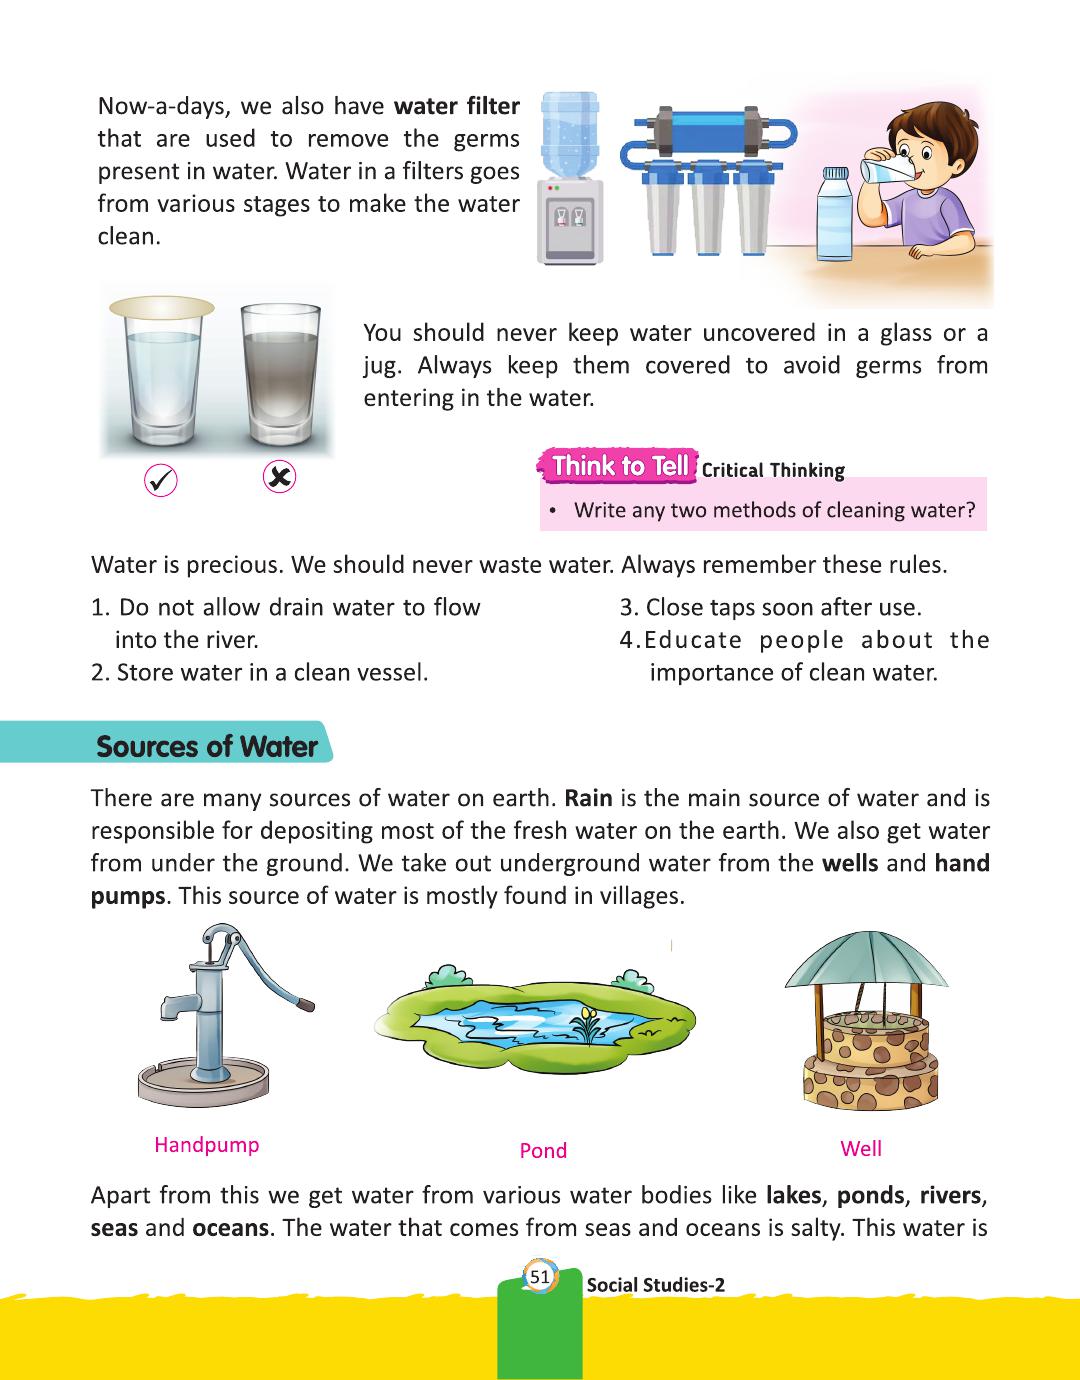 Now-a-days, we also have water filter
that are used to remove the germs
present in water. Water in a filters goes
from various stages to make the water
clean.
You should never keep water uncovered in a glass or a
jug. Always keep them covered to avoid germs from
entering in the water.
Think to Tell Critical Thinking
• Write any two methods of cleaning water?
Water is precious. We should never waste water. Always remember these rules.
1. Do not allow drain water to flow
into the river.
2. Store water in a clean vessel.
3. Close taps soon after use.
4.Educate people about the
importance of clean water.
Sources of Water
There are many sources of water on earth. Rain is the main source of water and is
responsible for depositing most of the fresh water on the earth. We also get water
from under the ground. We take out underground water from the wells and hand
pumps. This source of water is mostly found in villages.
Handpump
Pond
Well
Apart from this we get water from various water bodies like lakes, ponds, rivers,
seas and oceans. The water that comes from seas and oceans is salty. This water is
51
Social Studies-2